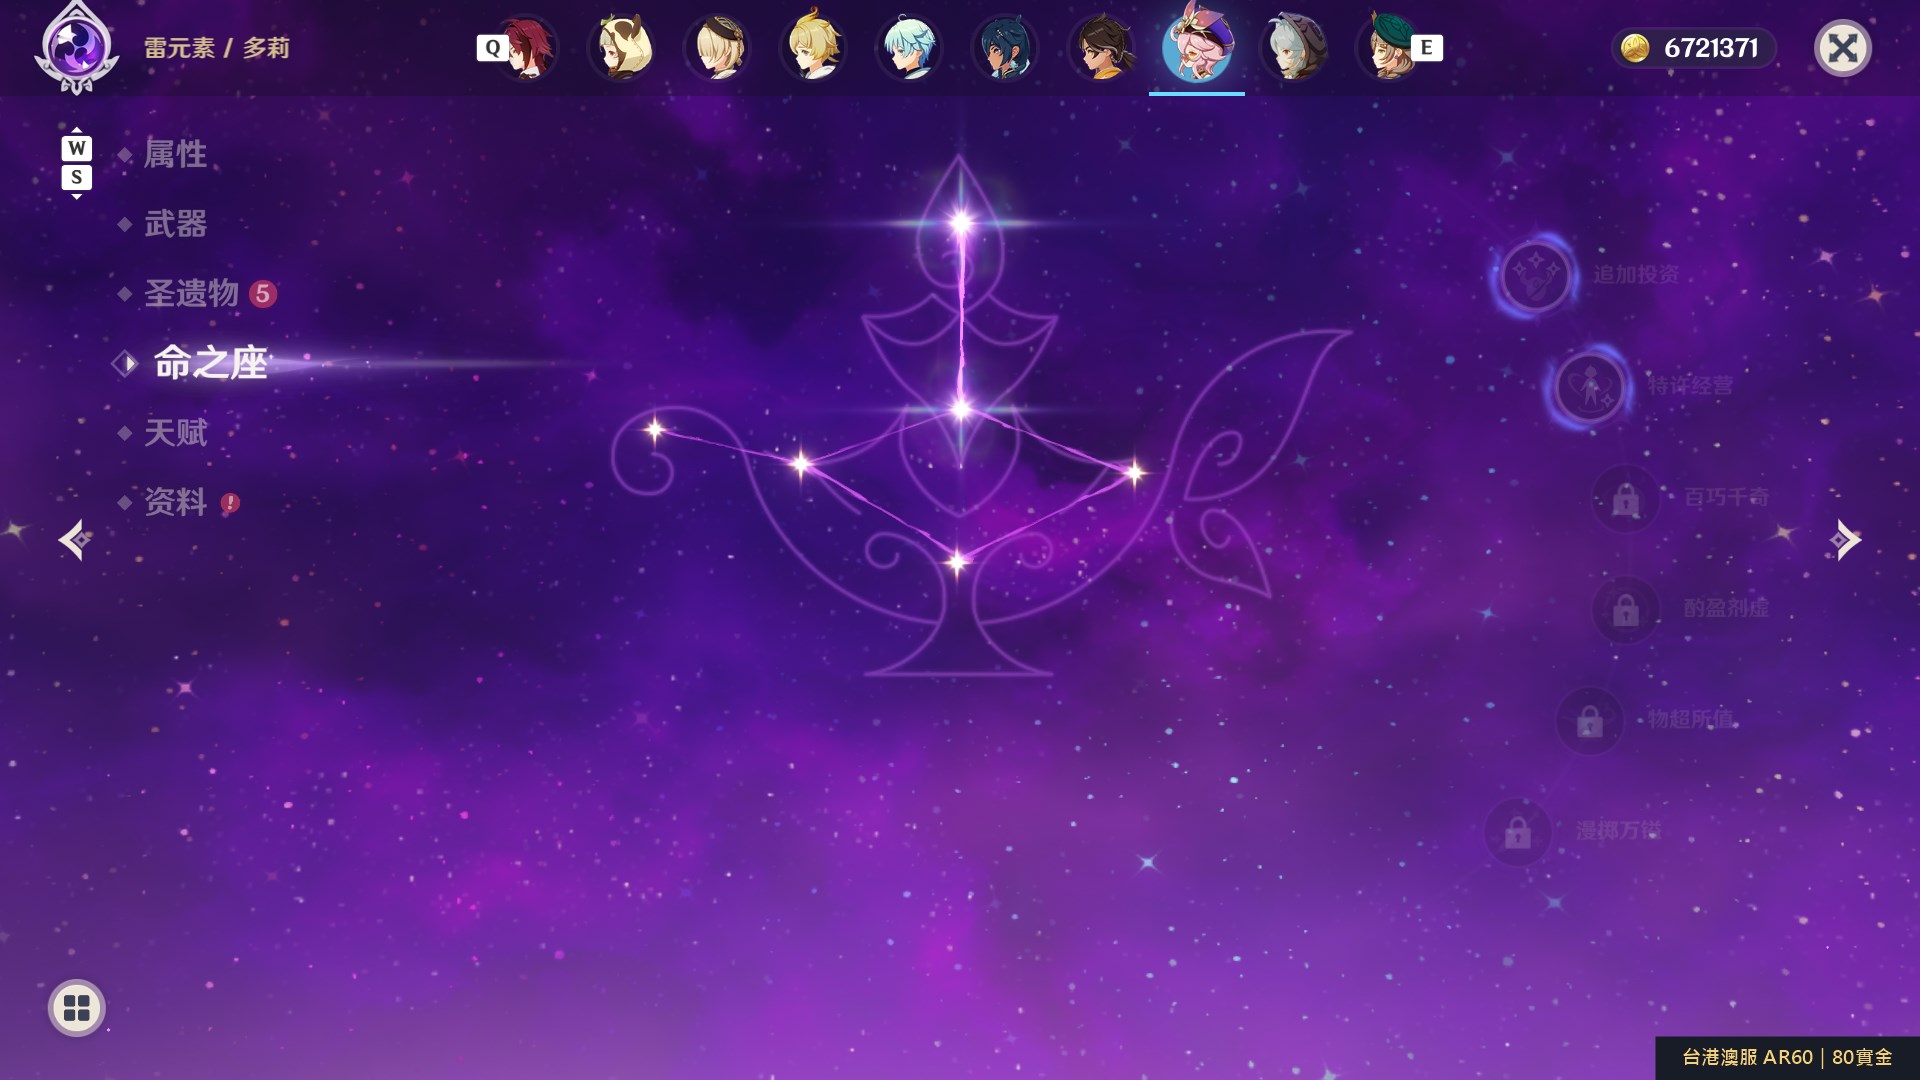 雷元素 / 多莉
Q
E
6721371
W
S
属性
武器
圣遗物 5
命之座
天赋
资料 !
追加投资
特许经营
百巧千奇
酌盈剂虚
物超所值
漫掷万镒
台港澳服 AR60 | 80實金